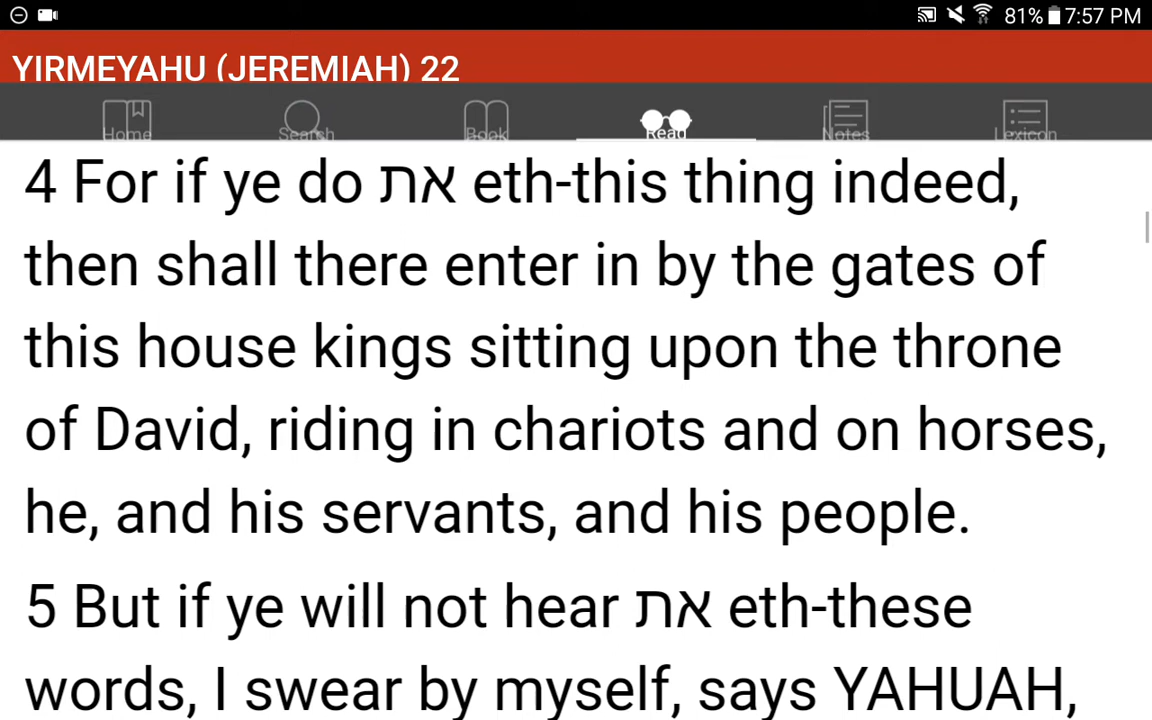 81% 7:57 PM
YIRMEYAHU (JEREMIAH) 22
Home Search Book Read Notes Lexicon
4 For if ye do את eth-this thing indeed,
then shall there enter in by the gates of
this house kings sitting upon the throne
of David, riding in chariots and on horses,
he, and his servants, and his people.
5 But if ye will not hear את eth-these
words, I swear by myself, says YAHUAH,